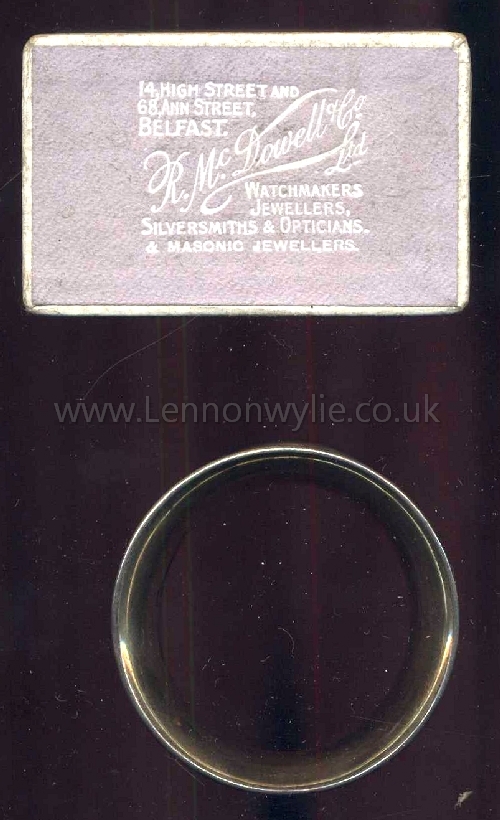 14, HIGH STREET AND
68, ANN STREET,
BELFAST.
R. McDowell & Co.
Ltd
WATCHMAKERS
JEWELLERS,
SILVERSMITHS & OPTICIANS.
& MASONIC JEWELLERS.
www.Lennonwylie.co.uk